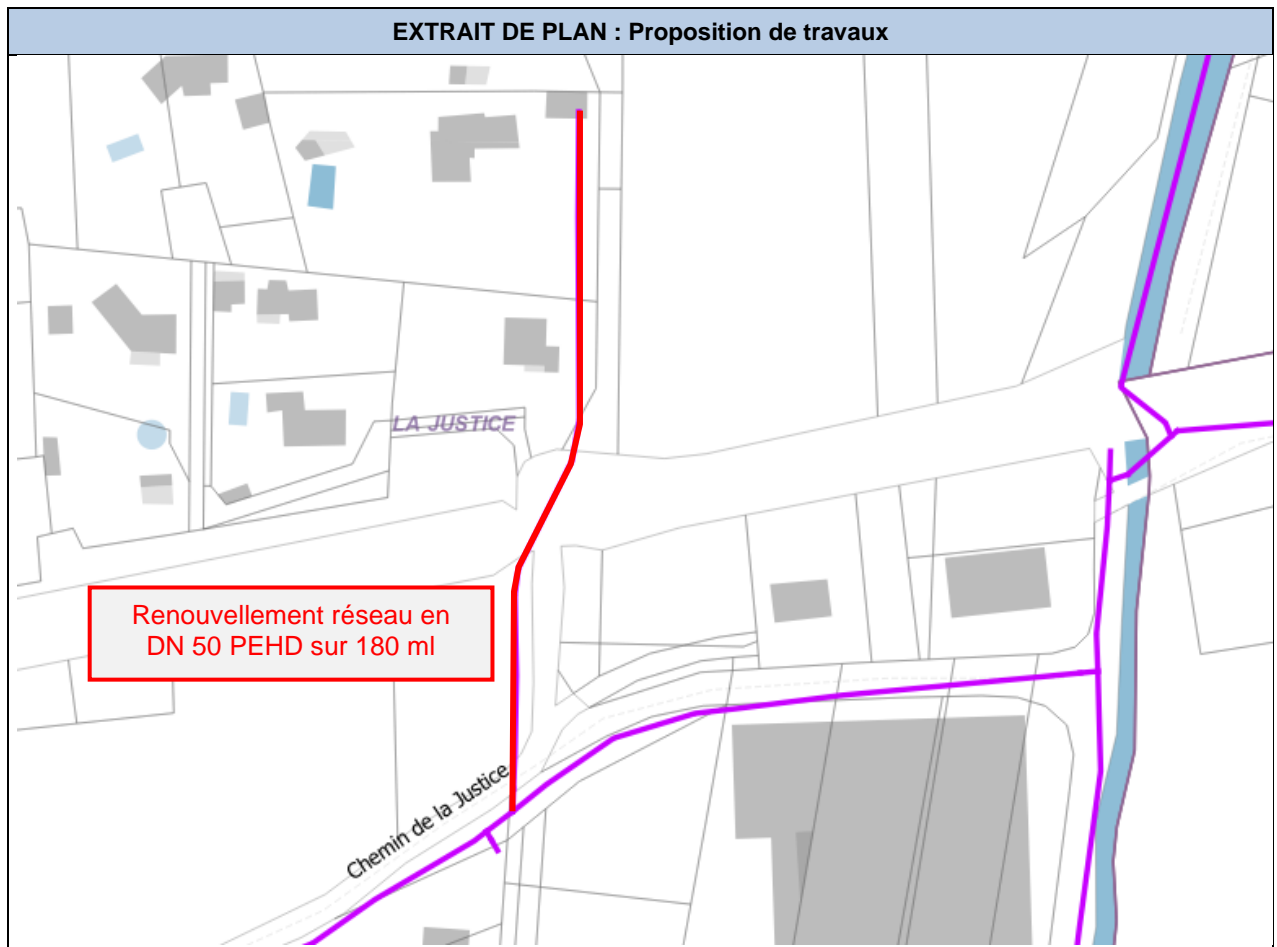 EXTRAIT DE PLAN : Proposition de travaux
LA JUSTICE
Renouvellement réseau en
DN 50 PEHD sur 180 ml
Chemin de la Justice